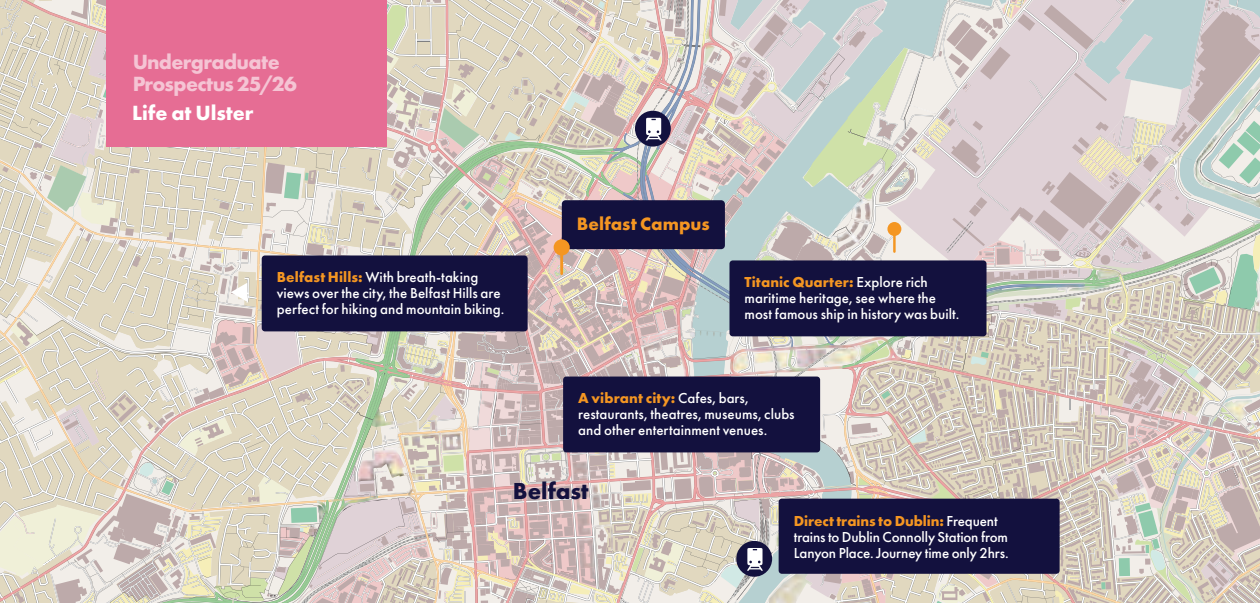 Undergraduate
Prospectus 25/26
Life at Ulster
Belfast Campus
Belfast Hills: With breath-taking
views over the city, the Belfast Hills are
perfect for hiking and mountain biking.
Titanic Quarter: Explore rich
maritime heritage, see where the
most famous ship in history was built.
A vibrant city: Cafes, bars,
restaurants, theatres, museums, clubs
and other entertainment venues.
Belfast
Direct trains to Dublin: Frequent
trains to Dublin Connolly Station from
Lanyon Place. Journey time only 2hrs.